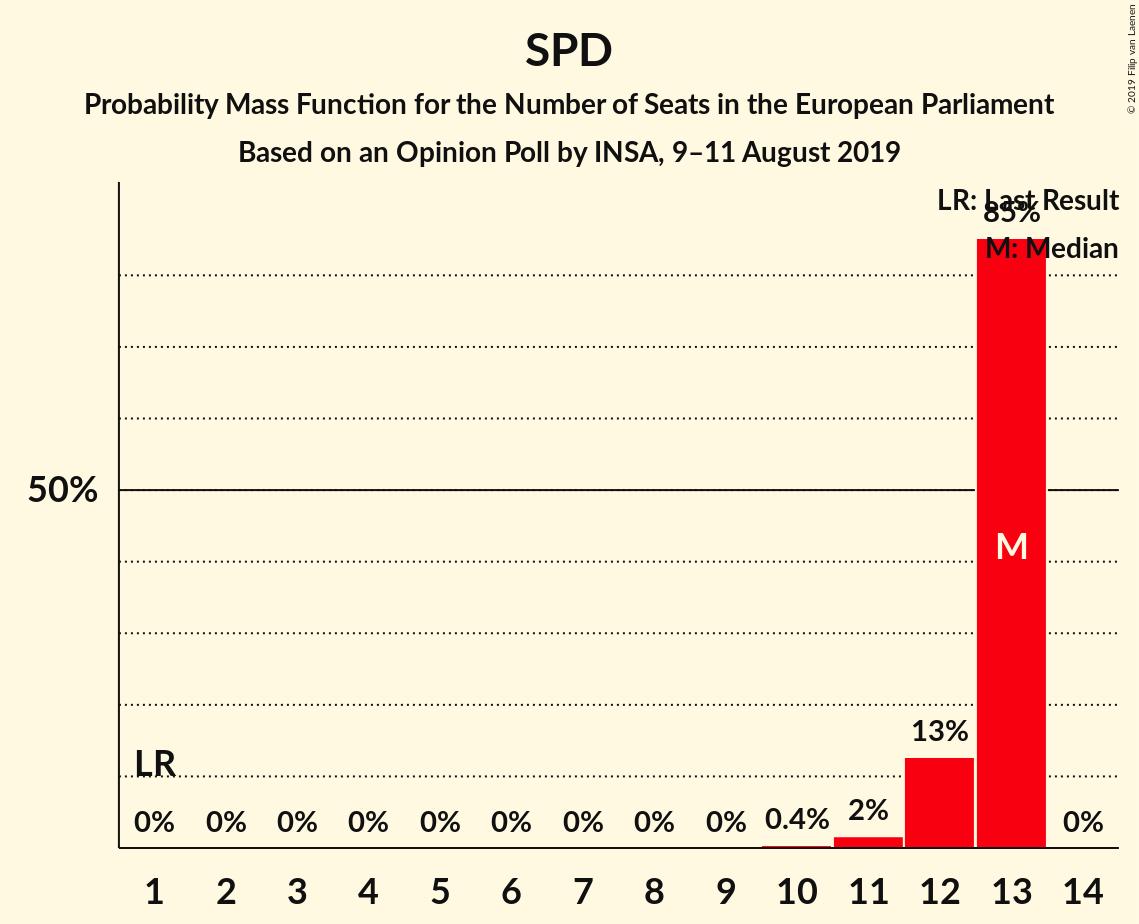 SPD
Probability Mass Function for the Number of Seats in the European Parliament
Based on an Opinion Poll by INSA, 9–11 August 2019
© 2019 Filip van Laenen
LR: Last Result
85%
M: Median
50%
M
13%
LR
0% 0% 0% 0% 0% 0% 0% 0% 0% 0.4% 2% 0%
1 2 3 4 5 6 7 8 9 10 11 12 13 14